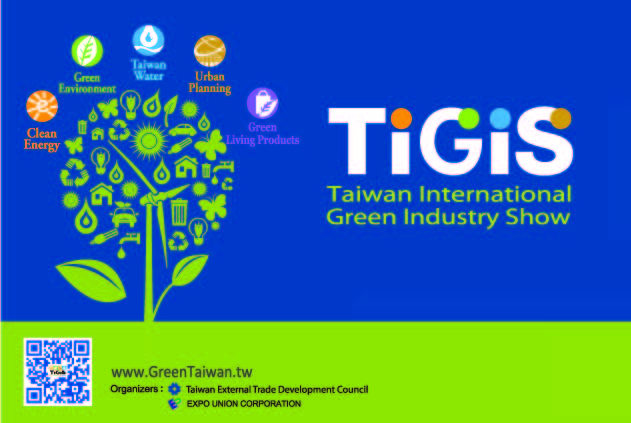 Clean
Energy
Green
Environment
Taiwan
Water
Urban
Planning
Green
Living Products
TiGiS
Taiwan International
Green Industry Show
TiGiS
www.GreenTaiwan.tw
Organizers : Taiwan External Trade Development Council
EXPO UNION CORPORATION